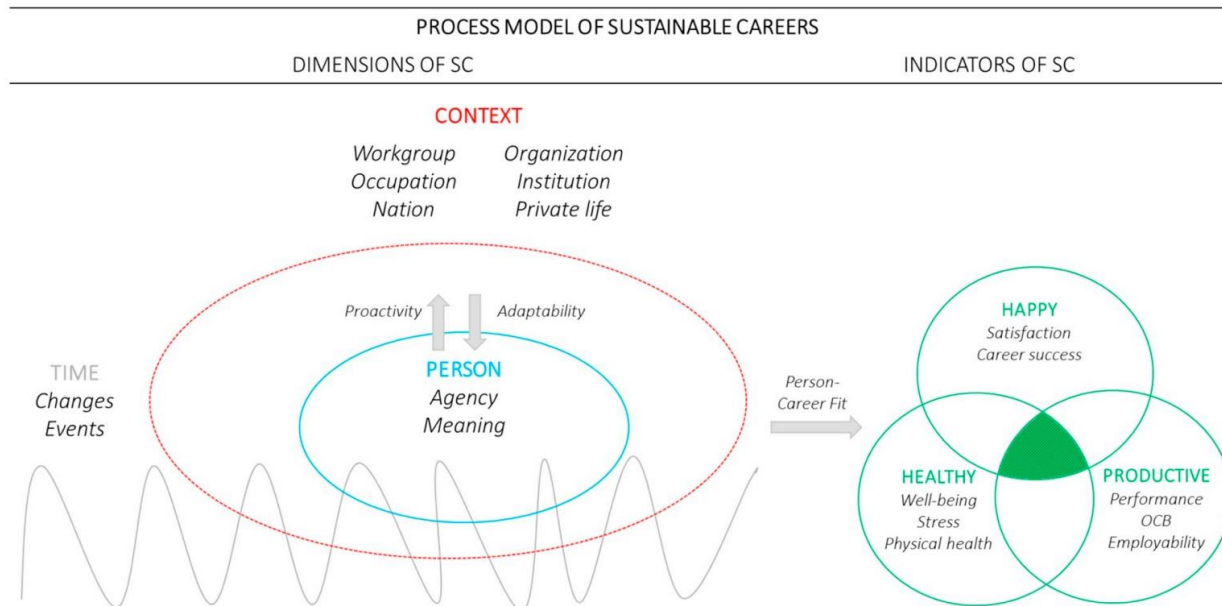 PROCESS MODEL OF SUSTAINABLE CAREERS
DIMENSIONS OF SC
INDICATORS OF SC
CONTEXT
Workgroup
Occupation
Nation
Organization
Institution
Private life
Proactivity
Adaptability
PERSON
Agency
Meaning
TIME
Changes
Events
Person-
Career Fit
HAPPY
Satisfaction
Career success
HEALTHY
Well-being
Stress
Physical health
PRODUCTIVE
Performance
OCB
Employability